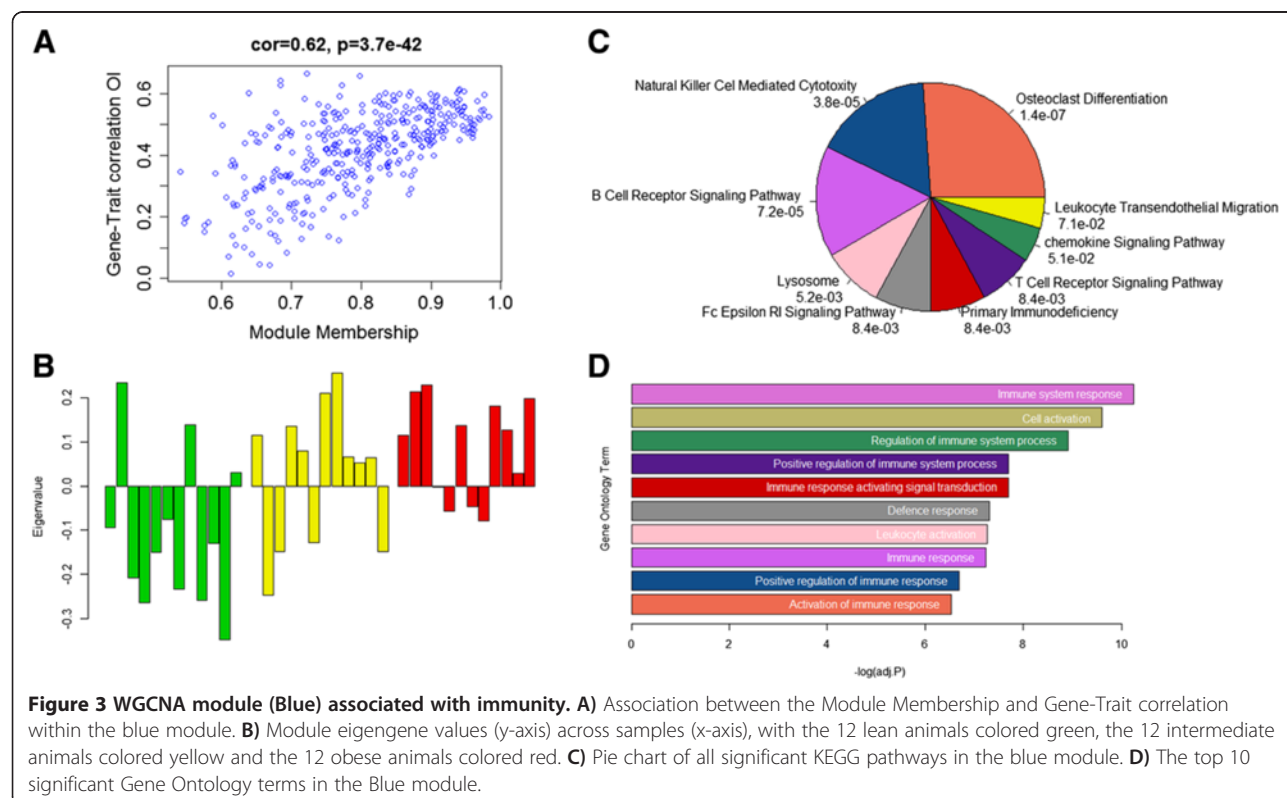 A
cor=0.62, p=3.7e-42
Gene-Trait correlation OI
0.0
0.2
0.4
0.6
0.6
0.7
0.8
0.9
1.0
Module Membership
B
Eigenvalue
0.2
0.1
0.0
-0.1
-0.2
-0.3
C
Natural Killer Cel Mediated Cytotoxity
3.8e-05
Osteoclast Differentiation
1.4e-07
B Cell Receptor Signaling Pathway
7.2e-05
Leukocyte Transendothelial Migration
7.1e-02
chemokine Signaling Pathway
5.1e-02
Lysosome
5.2e-03
T Cell Receptor Signaling Pathway
8.4e-03
Fc Epsilon RI Signaling Pathway
8.4e-03
Primary Immunodeficiency
8.4e-03
D
Gene Ontology Term
Immune system response
Cell activation
Regulation of immune system process
Positive regulation of immune system process
Immune response activating signal transduction
Defence response
Leukocyte activation
Immune response
Positive regulation of immune response
Activation of immune response
0
2
4
6
8
10
-log(adj.P)
Figure 3 WGCNA module (Blue) associated with immunity. A) Association between the Module Membership and Gene-Trait correlation
within the blue module. B) Module eigengene values (y-axis) across samples (x-axis), with the 12 lean animals colored green, the 12 intermediate
animals colored yellow and the 12 obese animals colored red. C) Pie chart of all significant KEGG pathways in the blue module. D) The top 10
significant Gene Ontology terms in the Blue module.